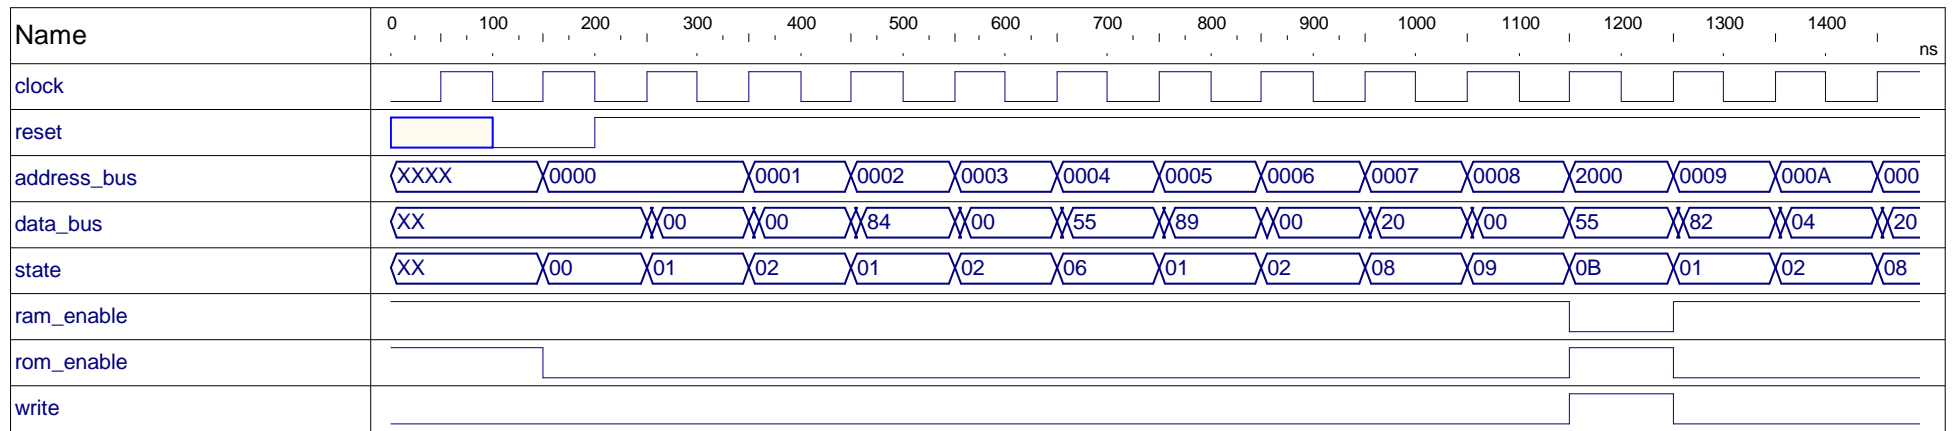 Name 0 100 200 300 400 500 600 700 800 900 1000 1100 1200 1300 1400 ns
clock
reset
address_bus XXXX 0000 0001 0002 0003 0004 0005 0006 0007 0008 2000 0009 000A 000
data_bus XX 00 00 84 00 55 89 00 20 00 55 82 04 20
state XX 00 01 02 01 02 06 01 02 08 09 0B 01 02 08
ram_enable
rom_enable
write